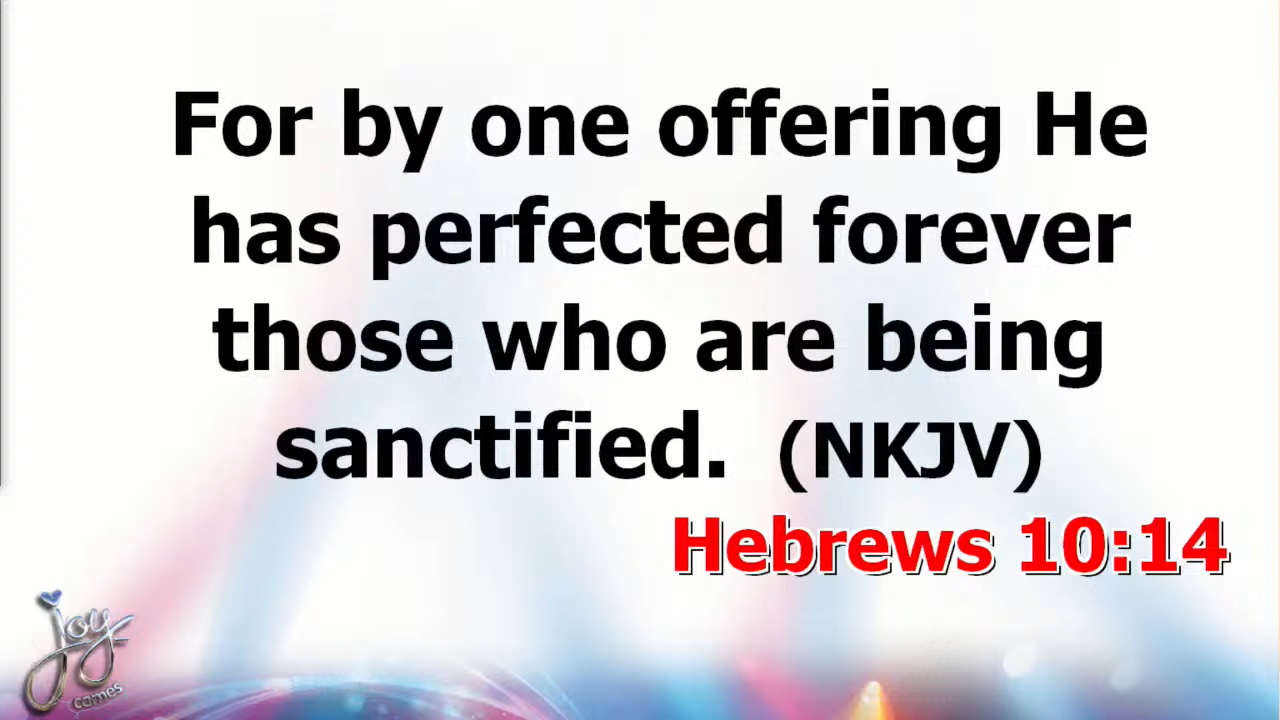 For by one offering He
has perfected forever
those who are being
sanctified.  (NKJV)
Hebrews 10:14
joy
comes